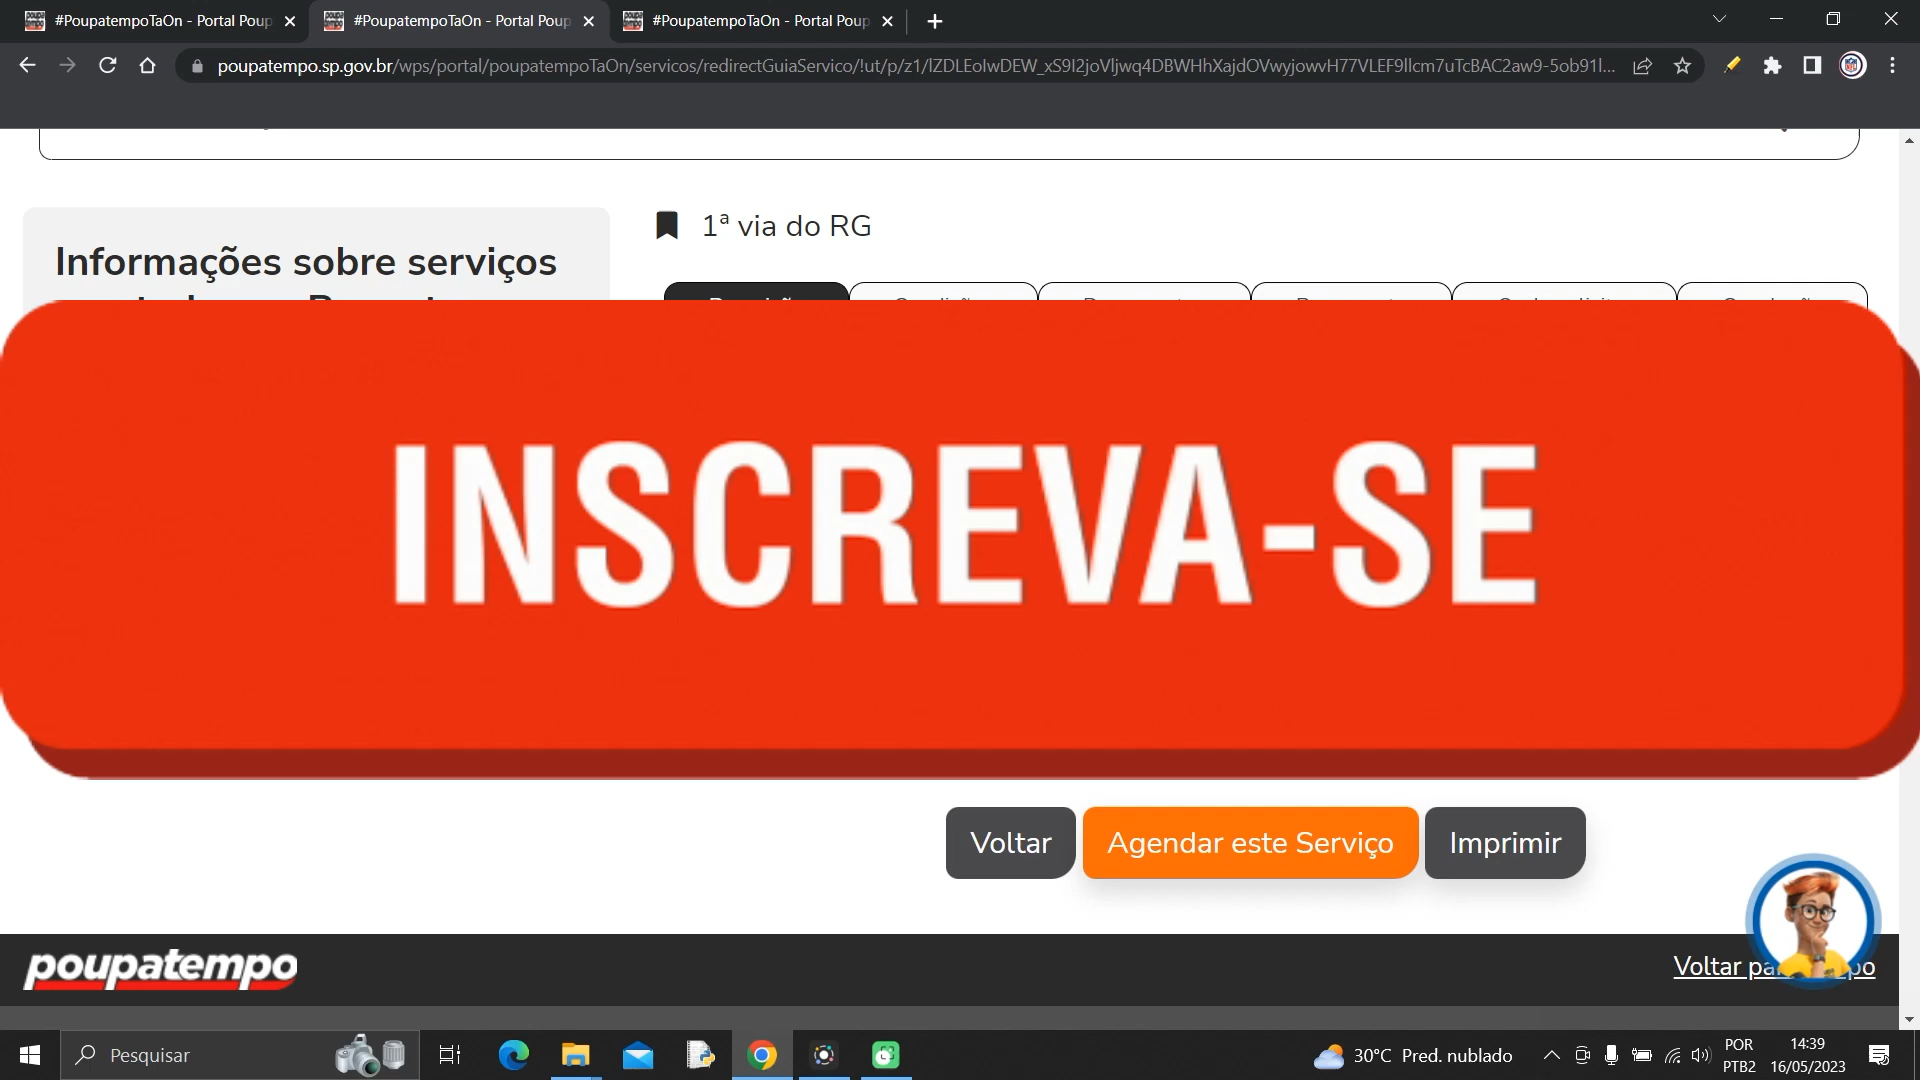 #PoupatempoTaOn - Portal Poup
#PoupatempoTaOn - Portal Poup
#PoupatempoTaOn - Portal Poup
poupatempo.sp.gov.br/wps/portal/poupatempoTaOn/servicos/redirectGuiaServico/!ut/p/z1/
1ª via do RG
Informações sobre serviços
INSCREVA-SE
Voltar
Agendar este Serviço
Imprimir
poupatempo
Voltar
Pesquisar
30°C Pred. nublado
POR
PTB2
14:39
16/05/2023